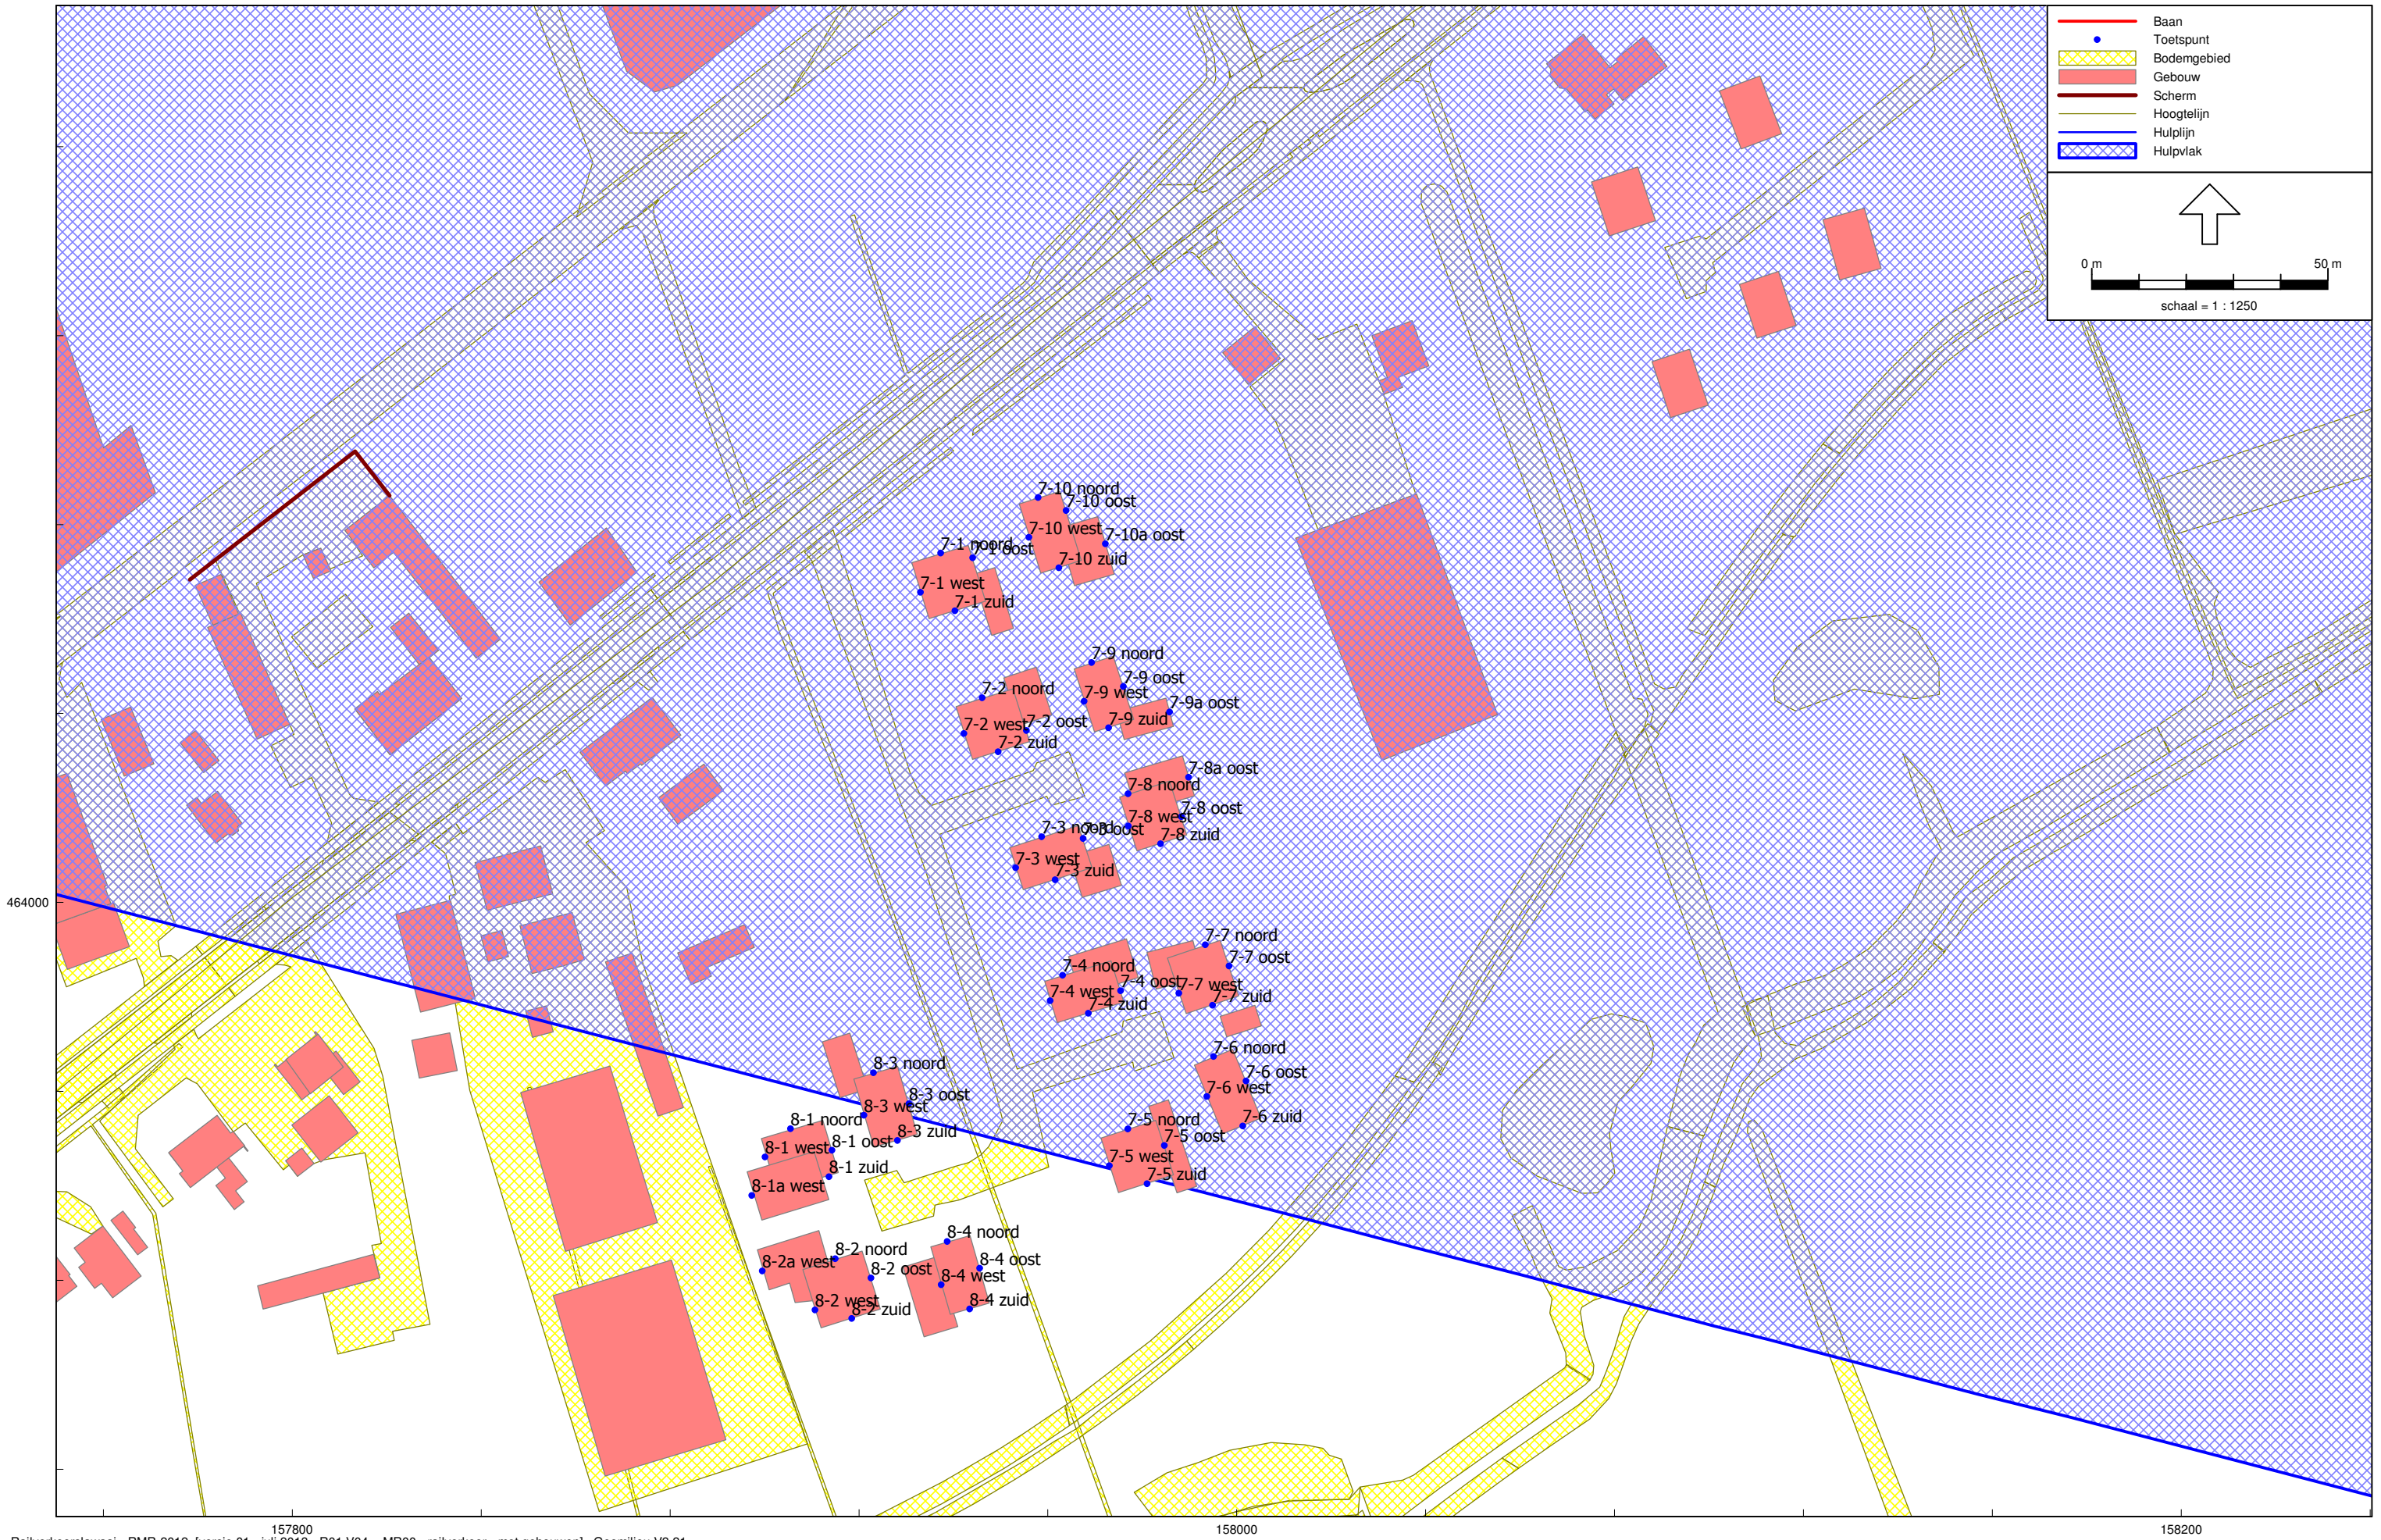 Baan
Toetspunt
Bodemgebied
Gebouw
Scherm
Hoogtelijn
Hulplijn
Hulpvlak
0 m
50 m
schaal = 1 : 1250
7-10 noord
7-10 oost
7-10 west
7-10a oost
7-10 zuid
7-1 noord
7-1 oost
7-1 west
7-1 zuid
7-9 noord
7-9 oost
7-9 west
7-9a oost
7-9 zuid
7-2 noord
7-2 west
7-2 oost
7-2 zuid
7-8a oost
7-8 noord
7-8 oost
7-8 west
7-8 zuid
7-3 noord
7-3 oost
7-3 west
7-3 zuid
464000
7-7 noord
7-7 oost
7-7 west
7-7 zuid
7-4 noord
7-4 oost
7-4 west
7-4 zuid
7-6 noord
7-6 oost
7-6 west
7-6 zuid
8-3 noord
8-3 oost
8-3 west
8-3 zuid
8-1 noord
8-1 oost
8-1 west
8-1 zuid
8-1a west
7-5 noord
7-5 oost
7-5 west
7-5 zuid
8-4 noord
8-4 oost
8-4 west
8-4 zuid
8-2 noord
8-2a west
8-2 oost
8-2 west
8-2 zuid
157800
158000
158200